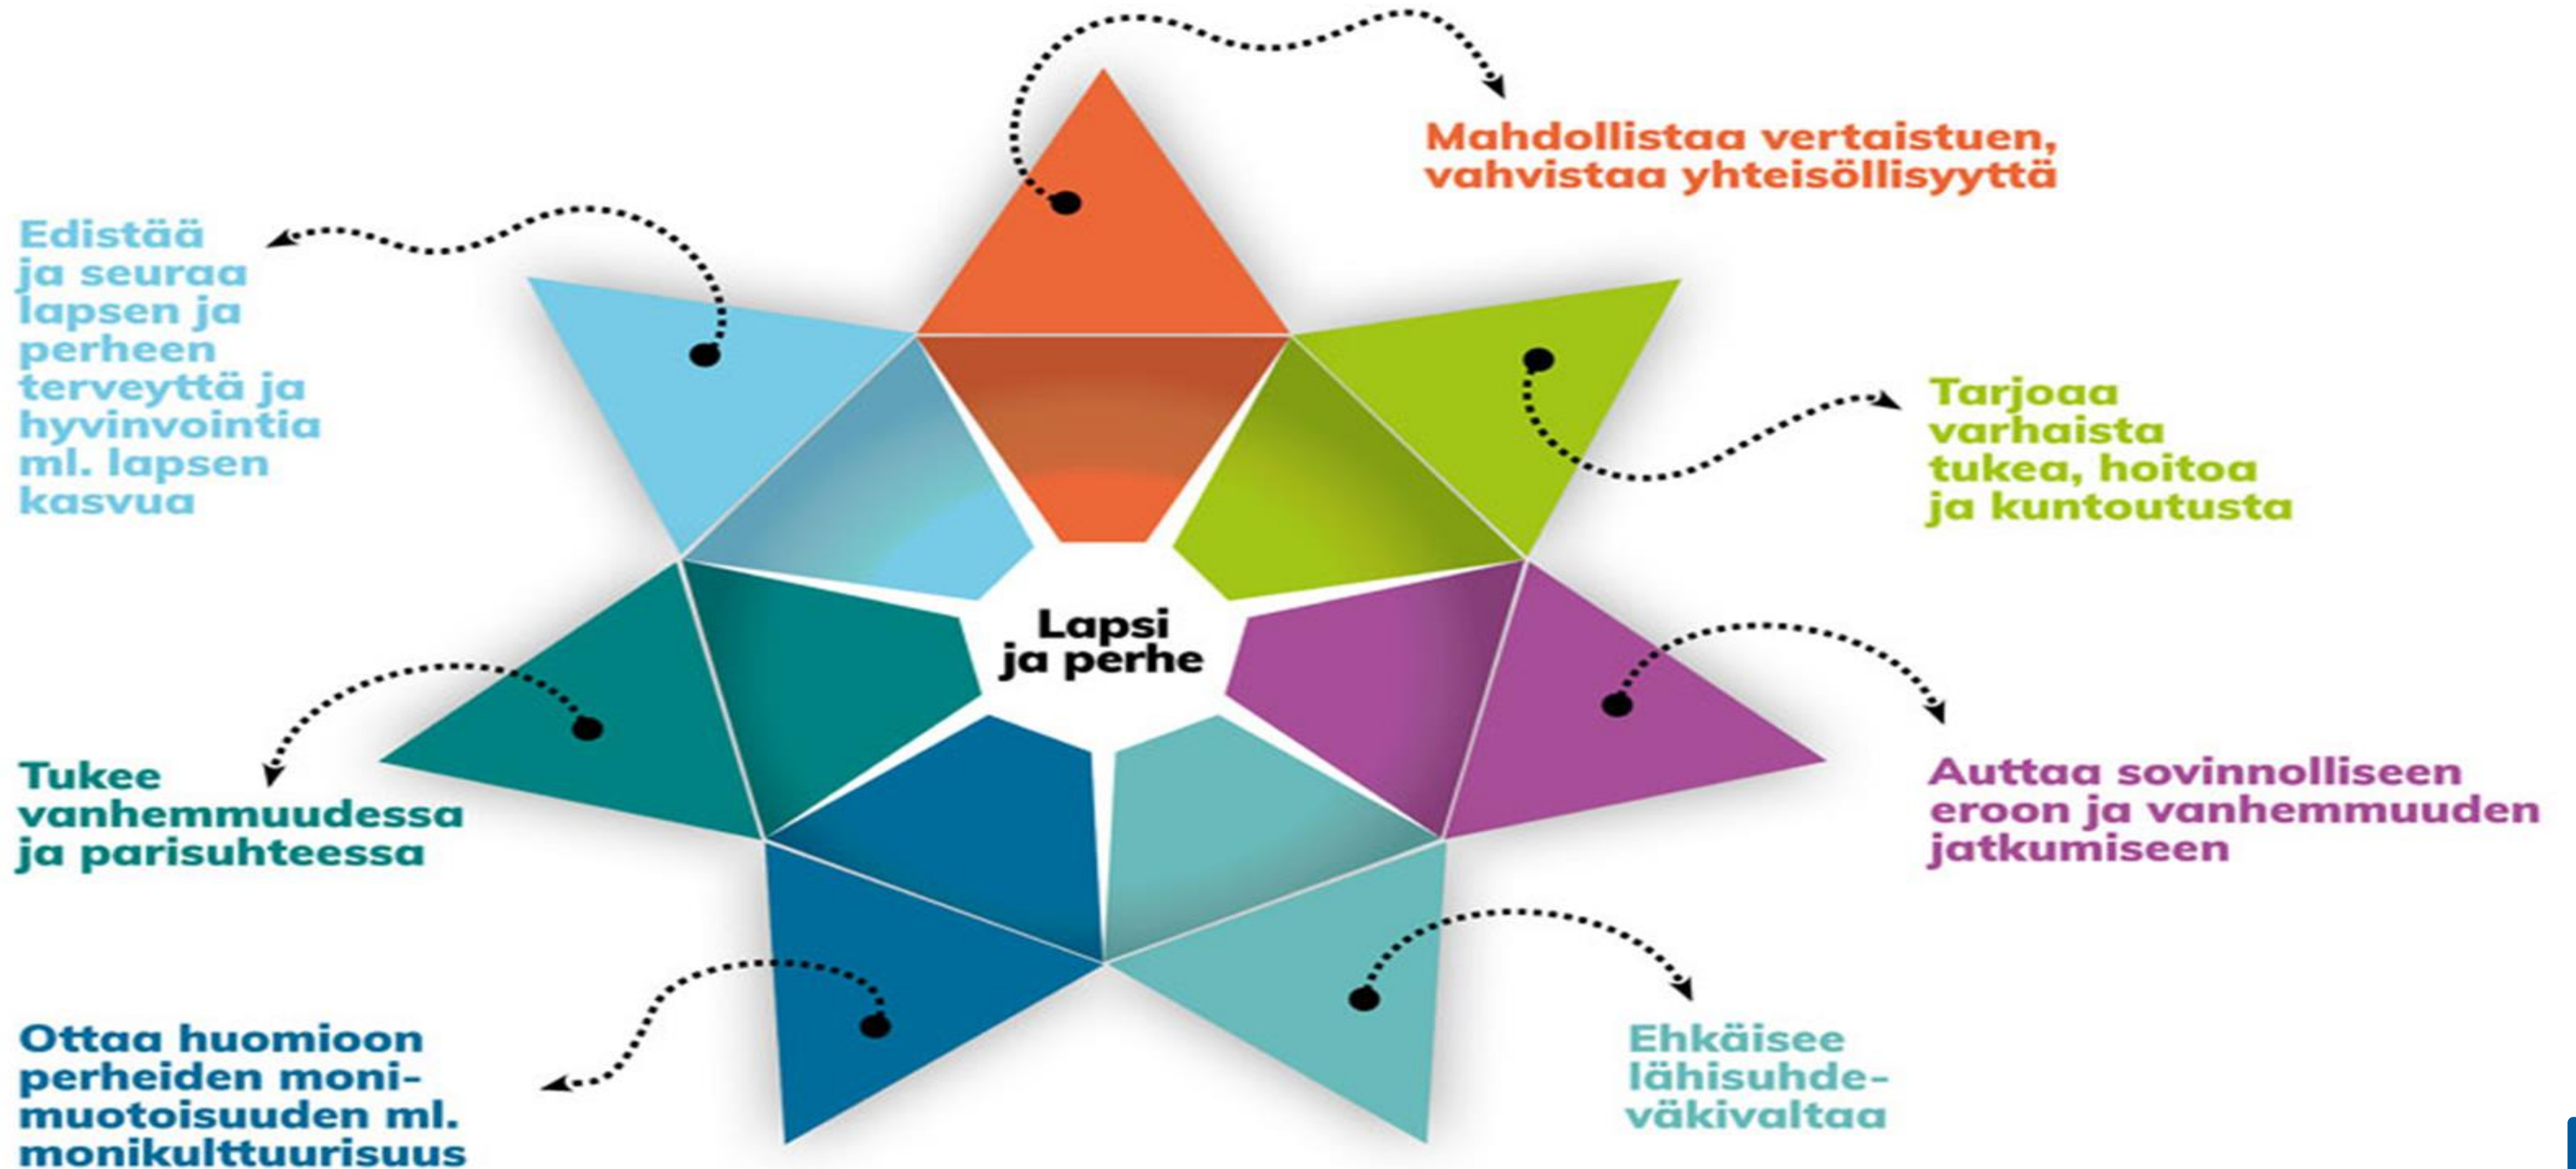 Mahdollistaa vertaistuen,
vahvistaa yhteisöllisyyttä
Edistää
ja seuraa
lapsen ja
perheen
terveyttä ja
hyvinvointia
ml. lapsen
kasvua
Tarjoaa
varhaista
tukea, hoitoa
ja kuntoutusta
Lapsi
ja perhe
Tukee
vanhemmuudessa
ja parisuhteessa
Auttaa sovinnolliseen
eroon ja vanhemmuuden
jatkumiseen
Ottaa huomioon
perheiden moni-
muotoisuuden ml.
monikulttuurisuus
Ehkäisee
lähisuhde-
väkivaltaa